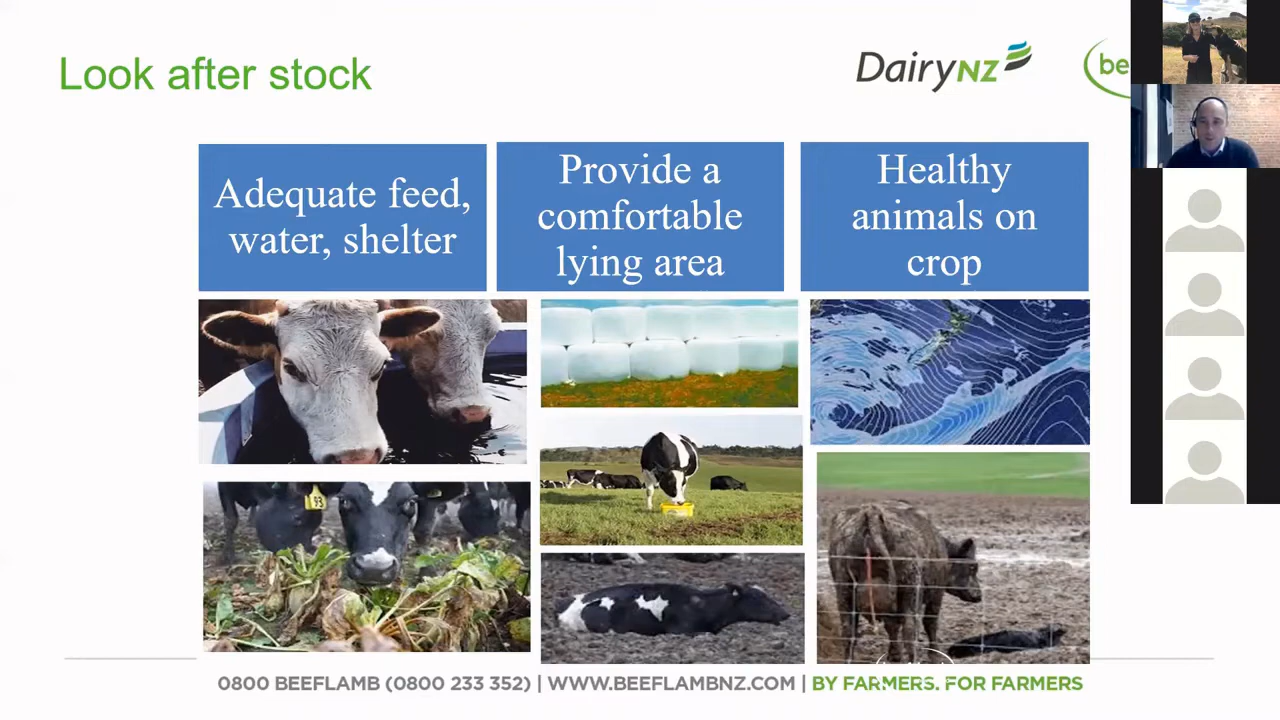 Look after stock
DairyNZ
be
Adequate feed,
water, shelter
Provide a
comfortable
lying area
Healthy
animals on
crop
93
0800 BEEFLAMB (0800 233 352) | WWW.BEEFLAMBNZ.COM | BY FARMERS. FOR FARMERS